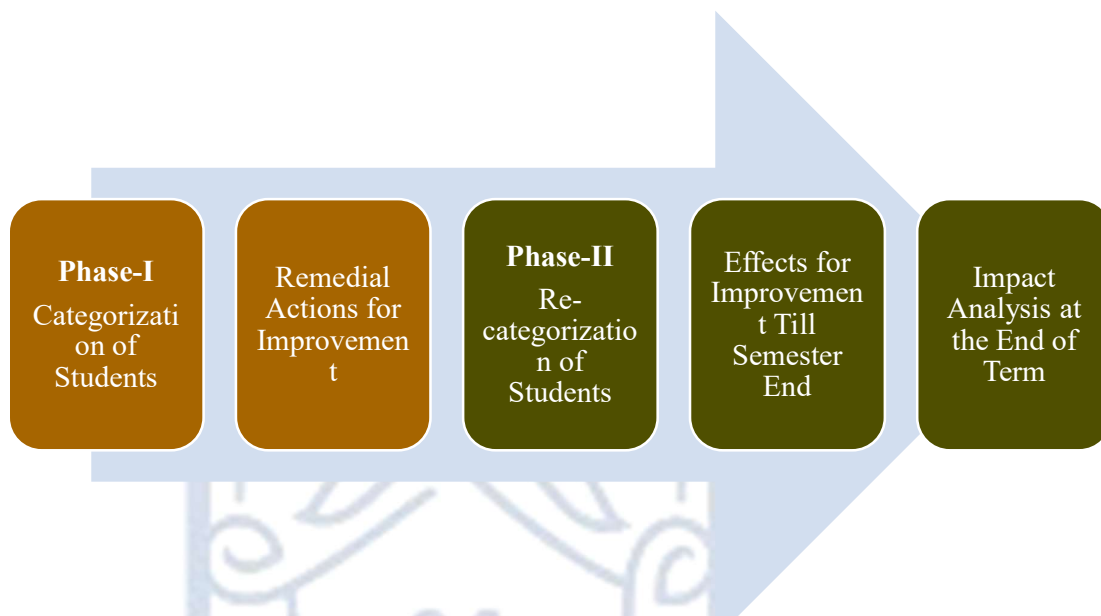 Phase-I
Categorizati
on of
Students
Remedial
Actions for
Improvemen
t
Phase-II
Re-
categorizatio
n of
Students
Effects for
Improvemen
t Till
Semester
End
Impact
Analysis at
the End of
Term